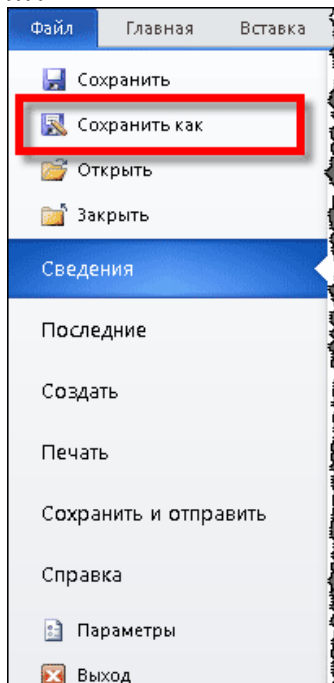 Файл Главная Вставка
Сохранить
Сохранить как
Открыть
Закрыть
Сведения
Последние
Создать
Печать
Сохранить и отправить
Справка
Параметры
Выход